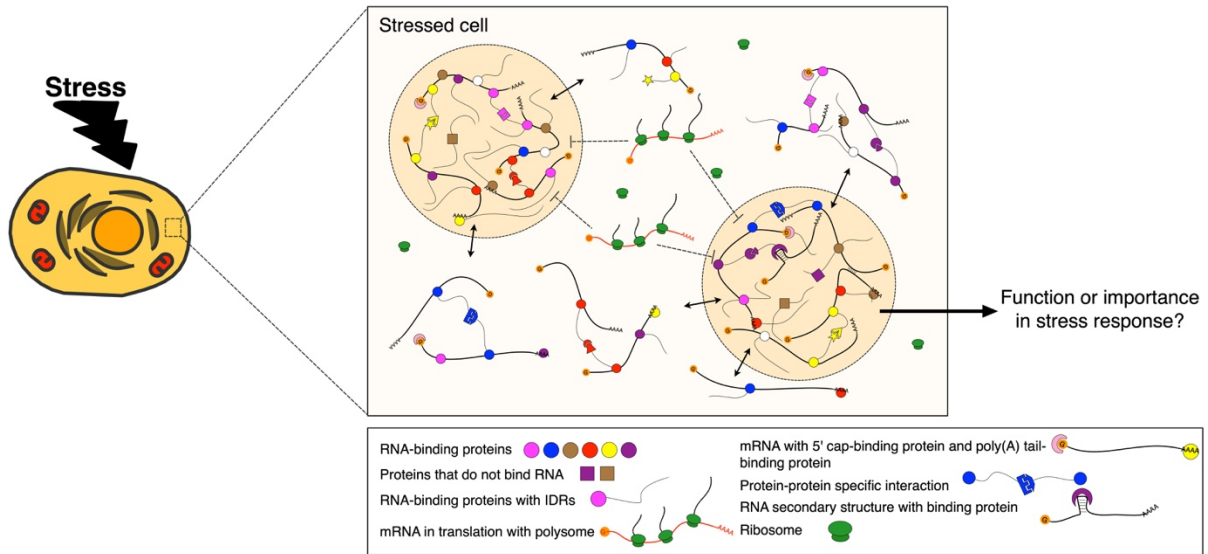 Stress
Stressed cell
Function or importance
in stress response?
RNA-binding proteins
Proteins that do not bind RNA
RNA-binding proteins with IDRs
mRNA in translation with polysome
mRNA with 5' cap-binding protein and poly(A) tail-
binding protein
Protein-protein specific interaction
RNA secondary structure with binding protein
Ribosome